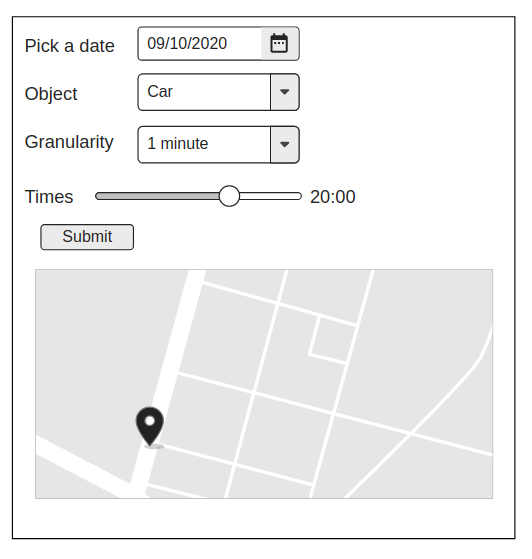 Pick a date 09/10/2020
Object Car
Granularity 1 minute
Times 20:00
Submit